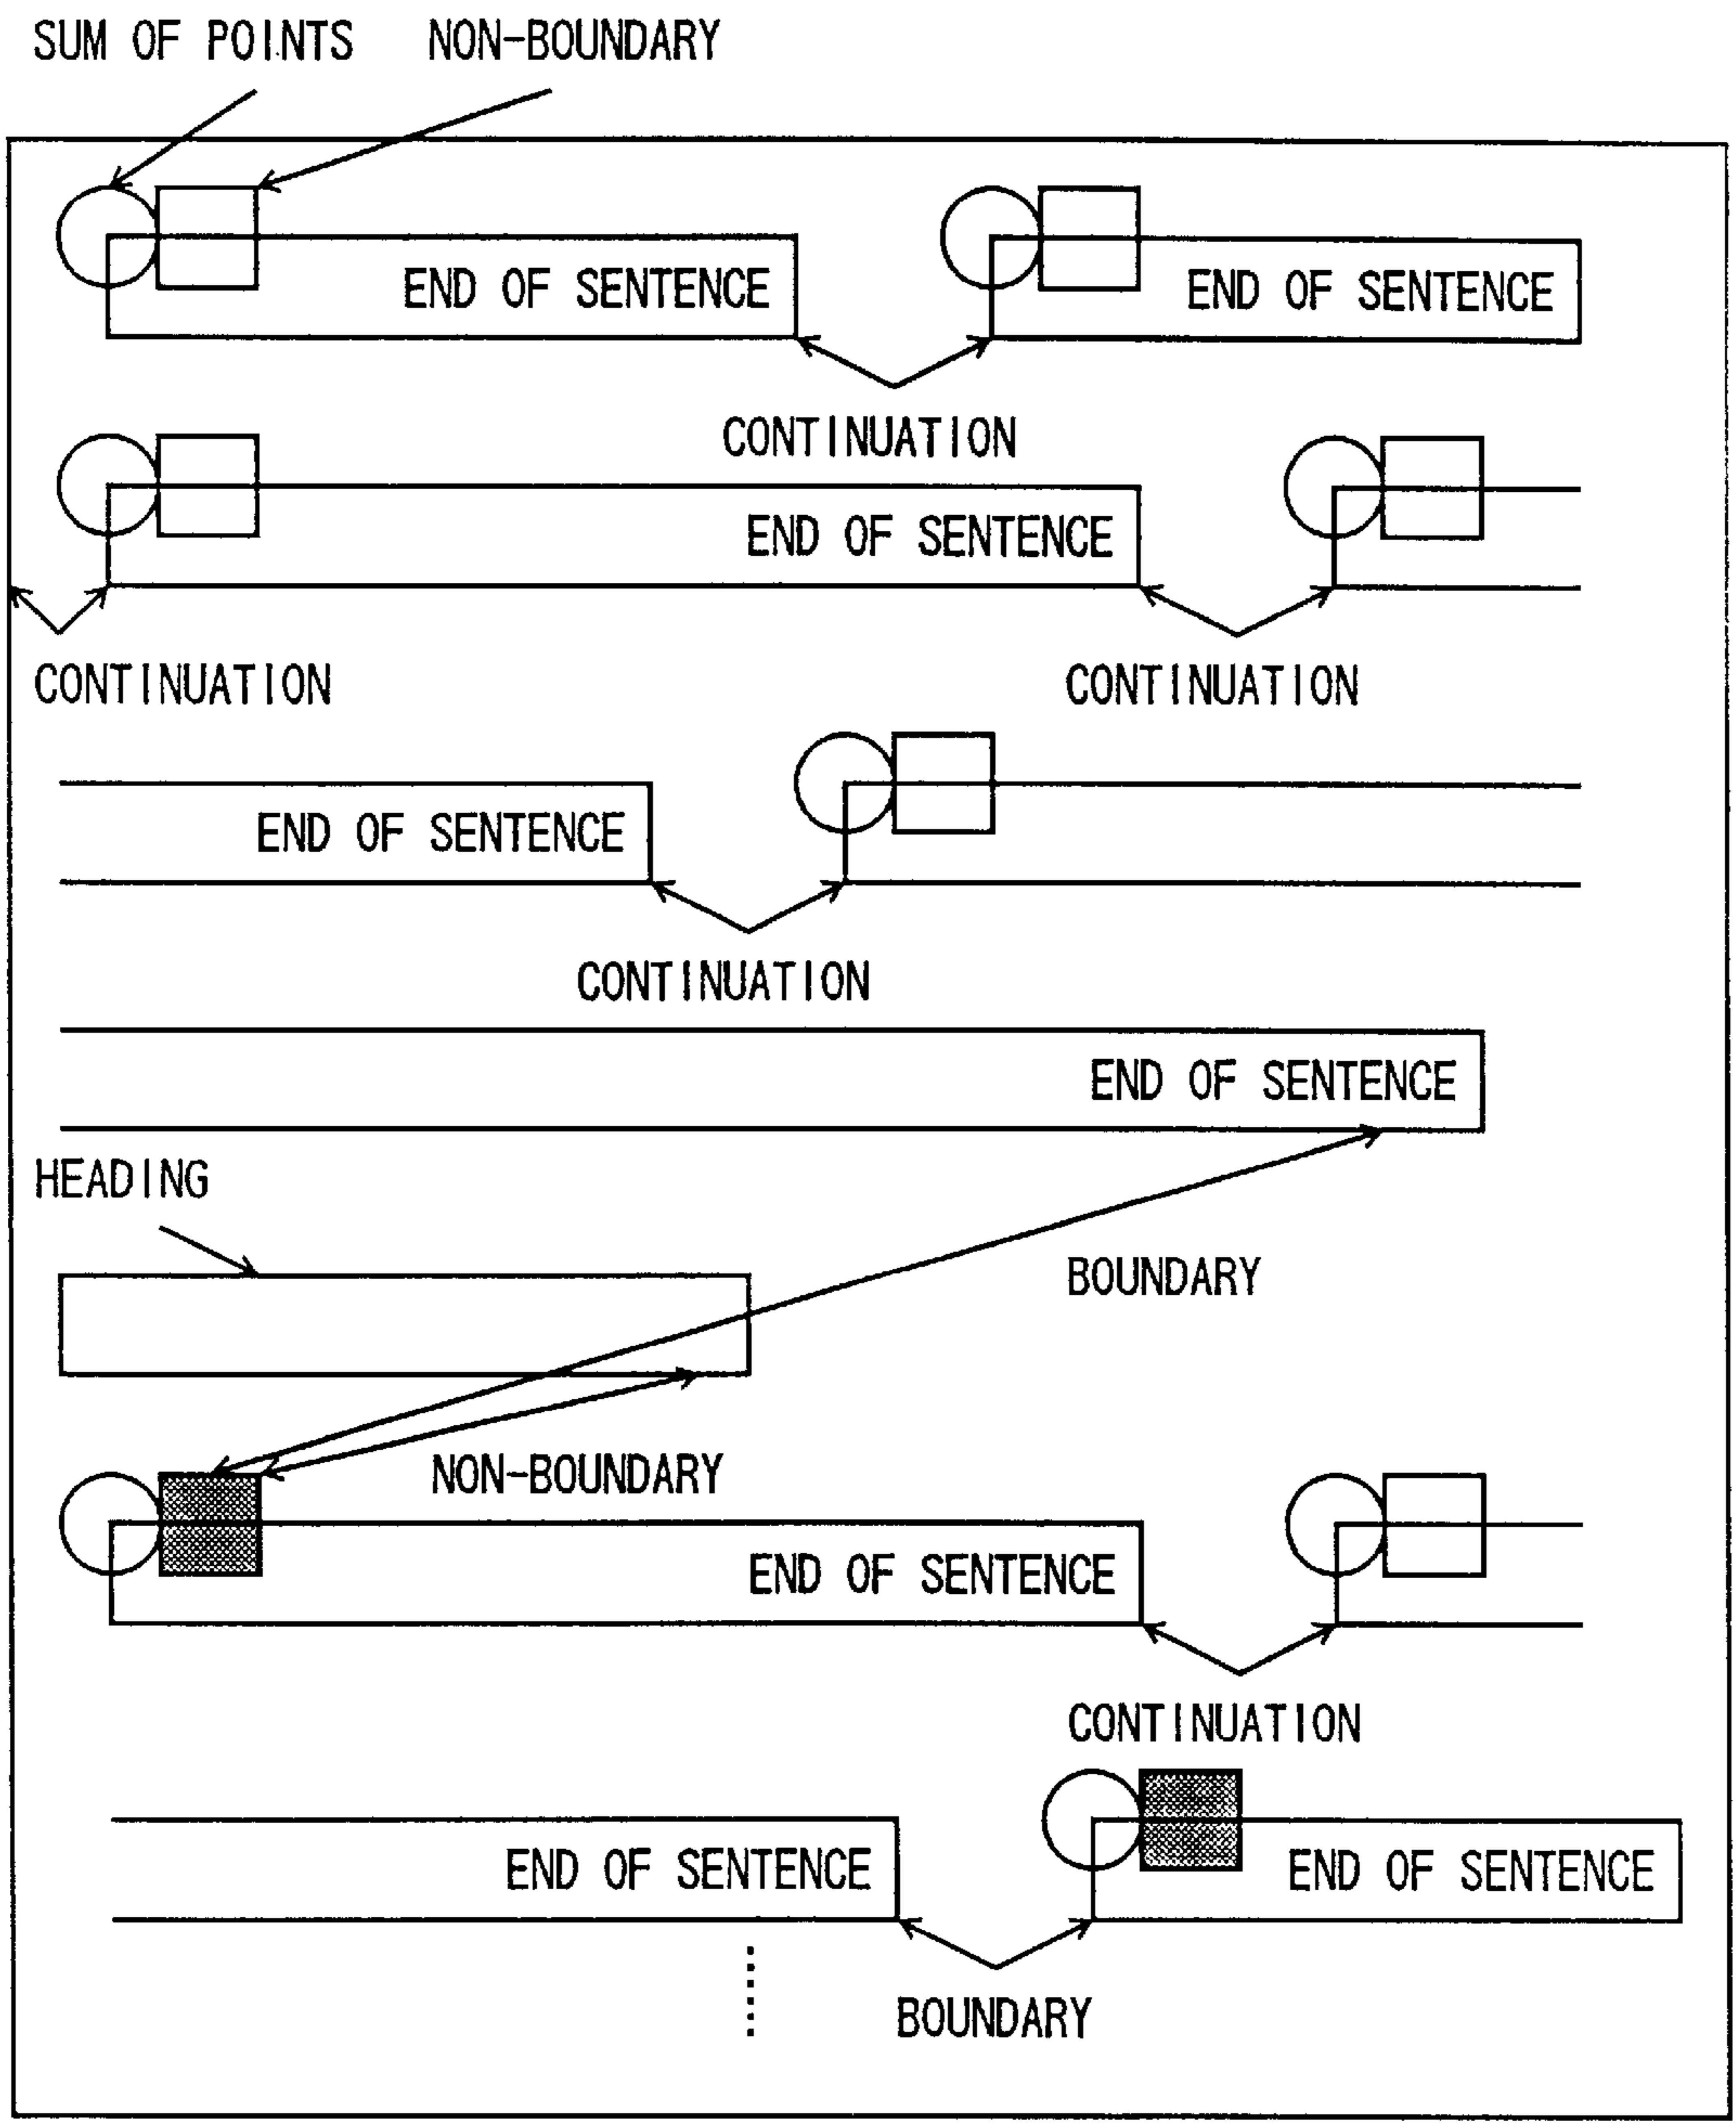 SUM OF POINTS NON-BOUNDARY
END OF SENTENCE END OF SENTENCE
CONTINUATION
END OF SENTENCE
CONTINUATION CONTINUATION
END OF SENTENCE
CONTINUATION
END OF SENTENCE
HEADING
BOUNDARY
NON-BOUNDARY
END OF SENTENCE
CONTINUATION
END OF SENTENCE END OF SENTENCE
BOUNDARY